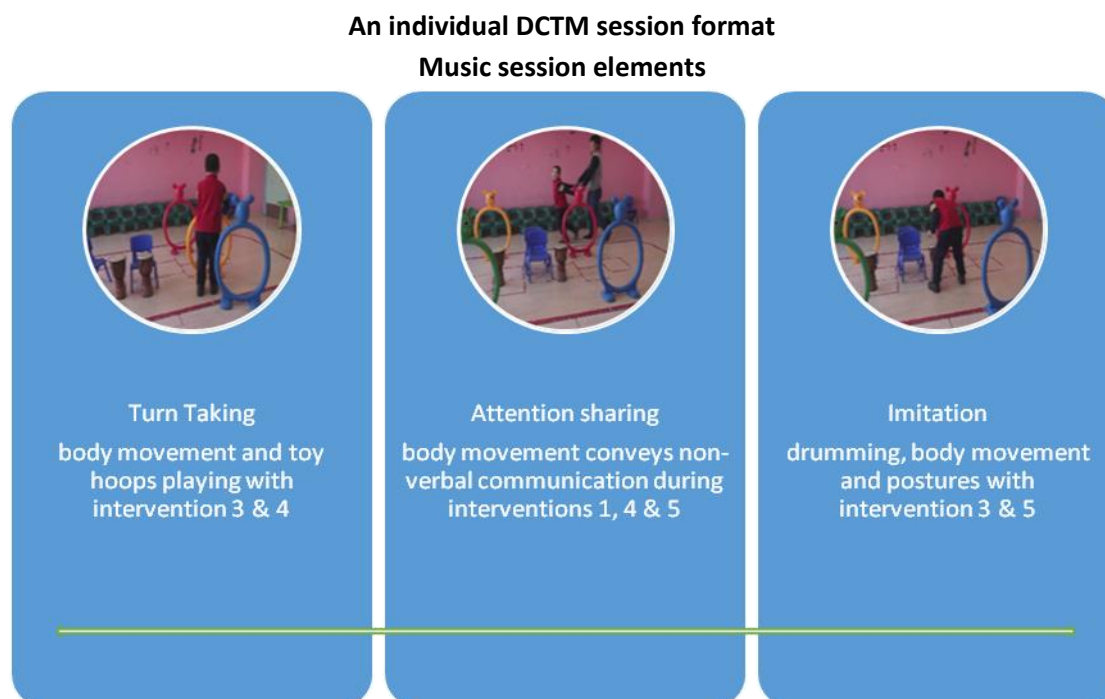 An individual DCTM session format
Music session elements
Turn Taking
body movement and toy
hoops playing with
intervention 3 & 4
Attention sharing
body movement conveys non-
verbal communication during
interventions 1, 4 & 5
Imitation
drumming, body movement
and postures with
intervention 3 & 5